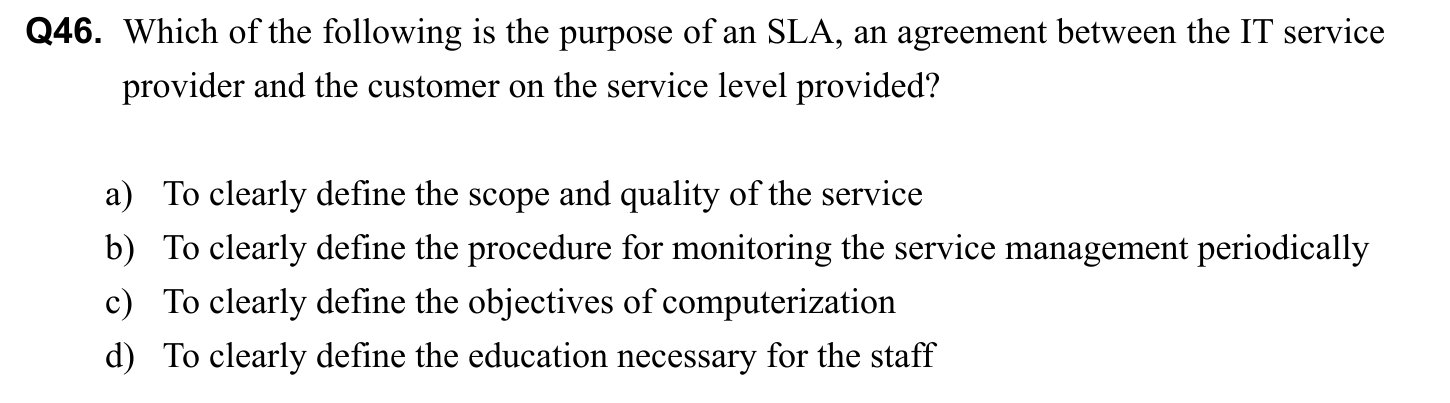 Q46. Which of the following is the purpose of an SLA, an agreement between the IT service
provider and the customer on the service level provided?
a) To clearly define the scope and quality of the service
b) To clearly define the procedure for monitoring the service management periodically
c) To clearly define the objectives of computerization
d) To clearly define the education necessary for the staff